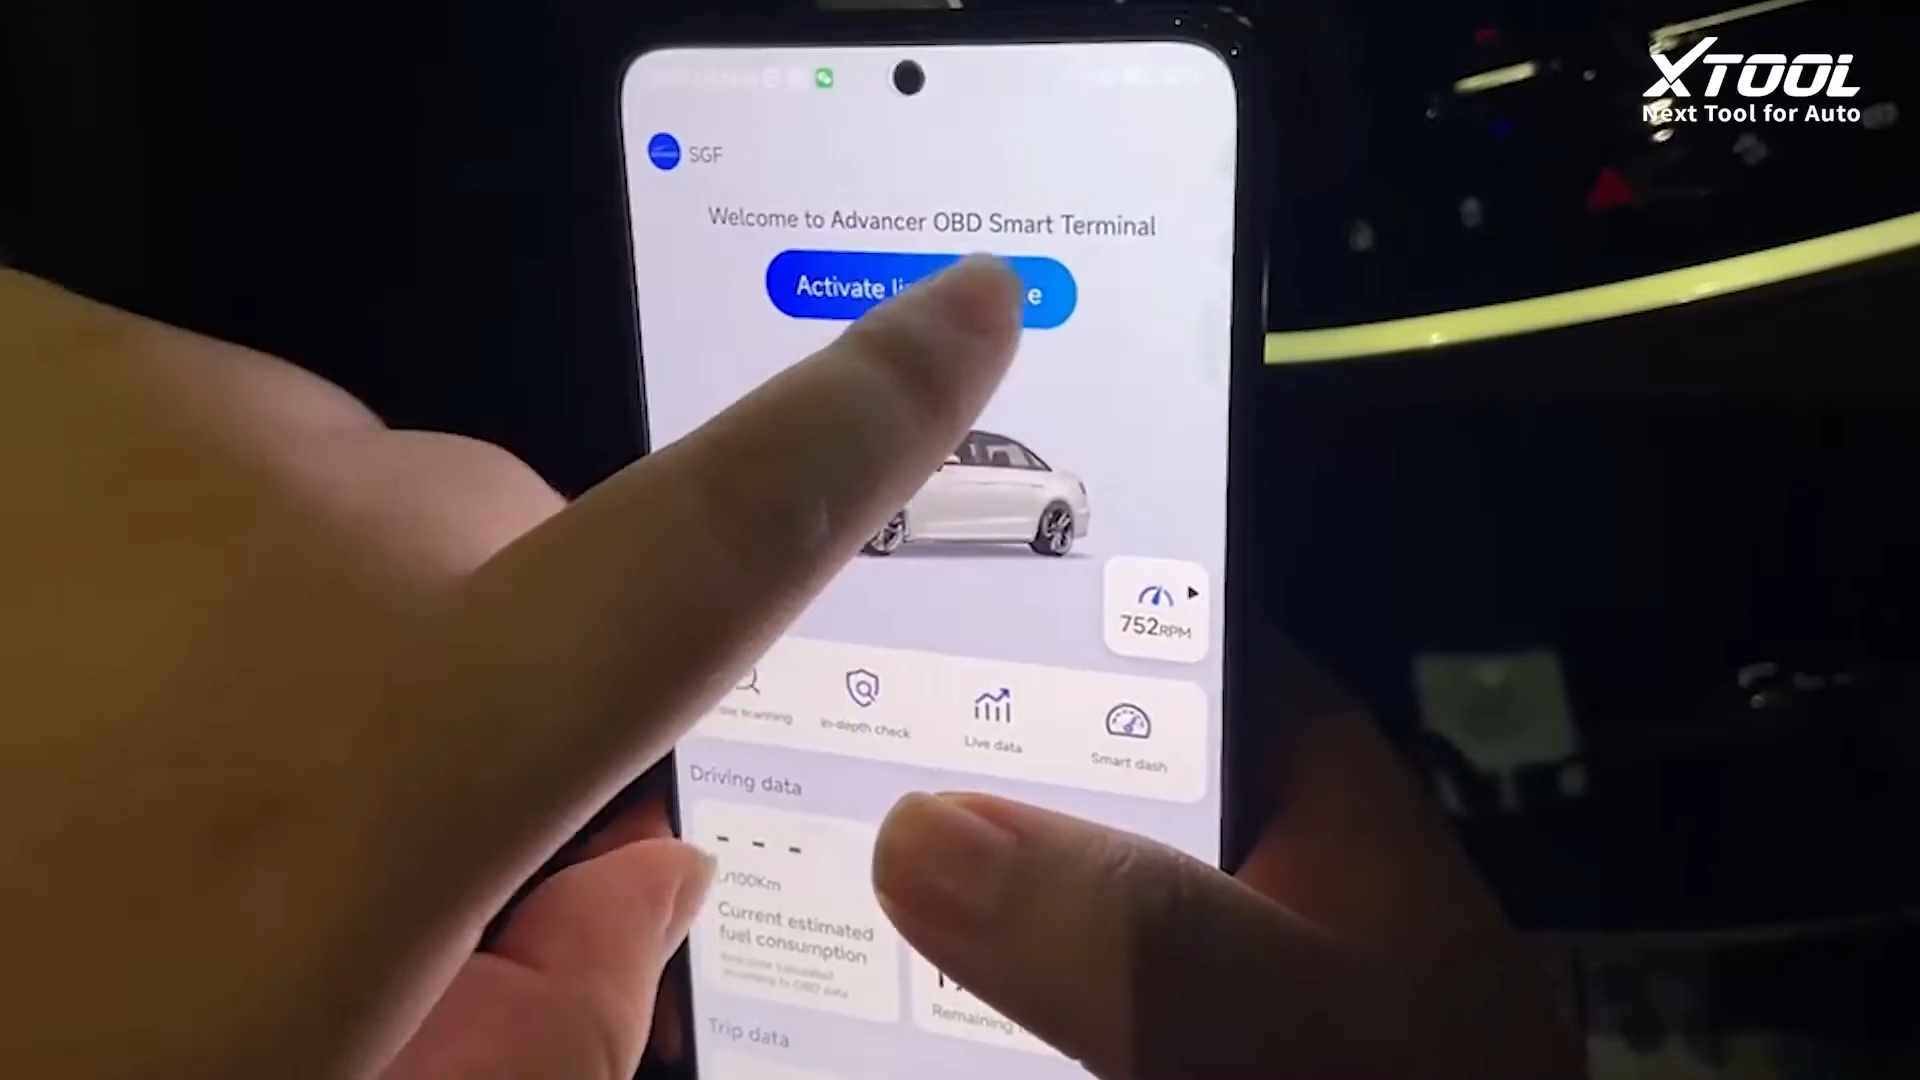 XTOOL
Next Tool for Auto
SGF
Welcome to Advancer OBD Smart Terminal
Activate
752RPM
In-depth check
Live data
Smart dash
Driving data
- - -
/100Km
Current estimated
fuel consumption
Remaining
Trip data